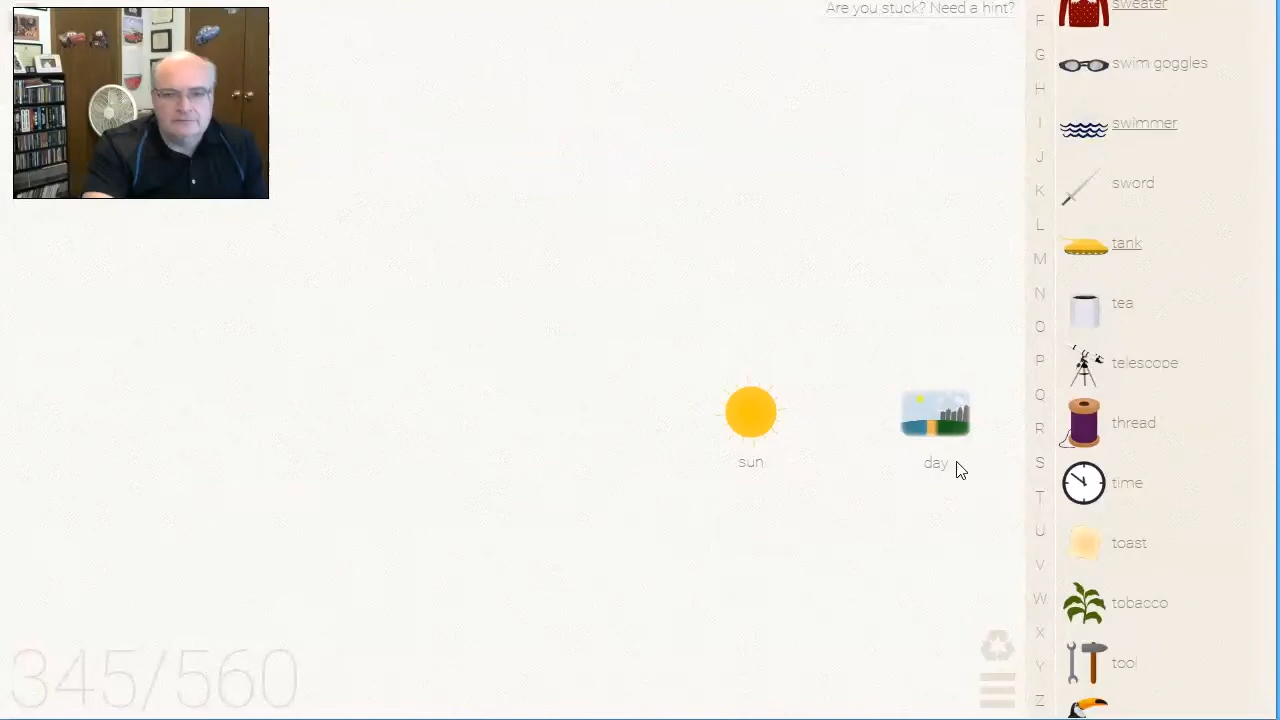 Are you stuck? Need a hint?
sweater
swim goggles
swimmer
sword
tank
tea
telescope
thread
time
toast
tobacco
tool
F
G
H
I
J
K
L
M
N
O
P
Q
R
S
T
U
V
W
X
Y
Z
sun
day
345/560